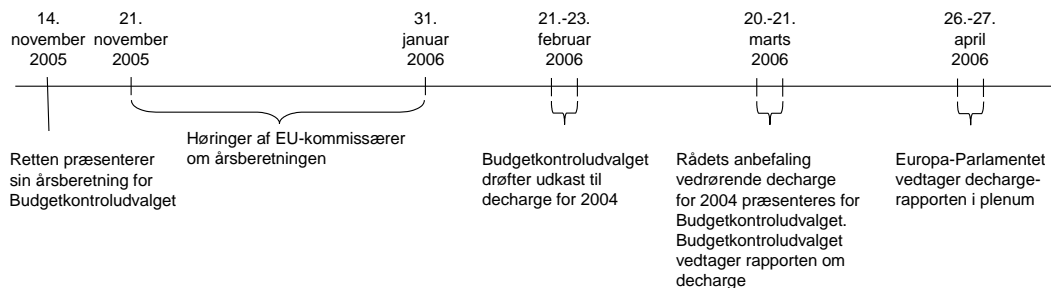 14.
november
2005
21.
november
2005
31.
januar
2006
21.-23.
februar
2006
20.-21.
marts
2006
26.-27.
april
2006
Retten præsenterer
sin årsberetning for
Budgetkontroludvalget
Høringer af EU-kommissærer
om årsberetningen
Budgetkontroludvalget
drøfter udkast til
decharge for 2004
Rådets anbefaling
vedrørende decharge
for 2004 præsenteres for
Budgetkontroludvalget.
Budgetkontroludvalget
vedtager rapporten om
decharge
Europa-Parlamentet
vedtager decharge-
rapporten i plenum